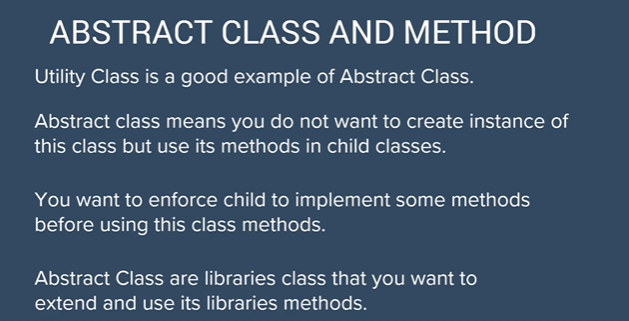 ABSTRACT CLASS AND METHOD
Utility Class is a good example of Abstract Class.
Abstract class means you do not want to create instance of
this class but use its methods in child classes.
You want to enforce child to implement some methods
before using this class methods.
Abstract Class are libraries class that you want to
extend and use its libraries methods.